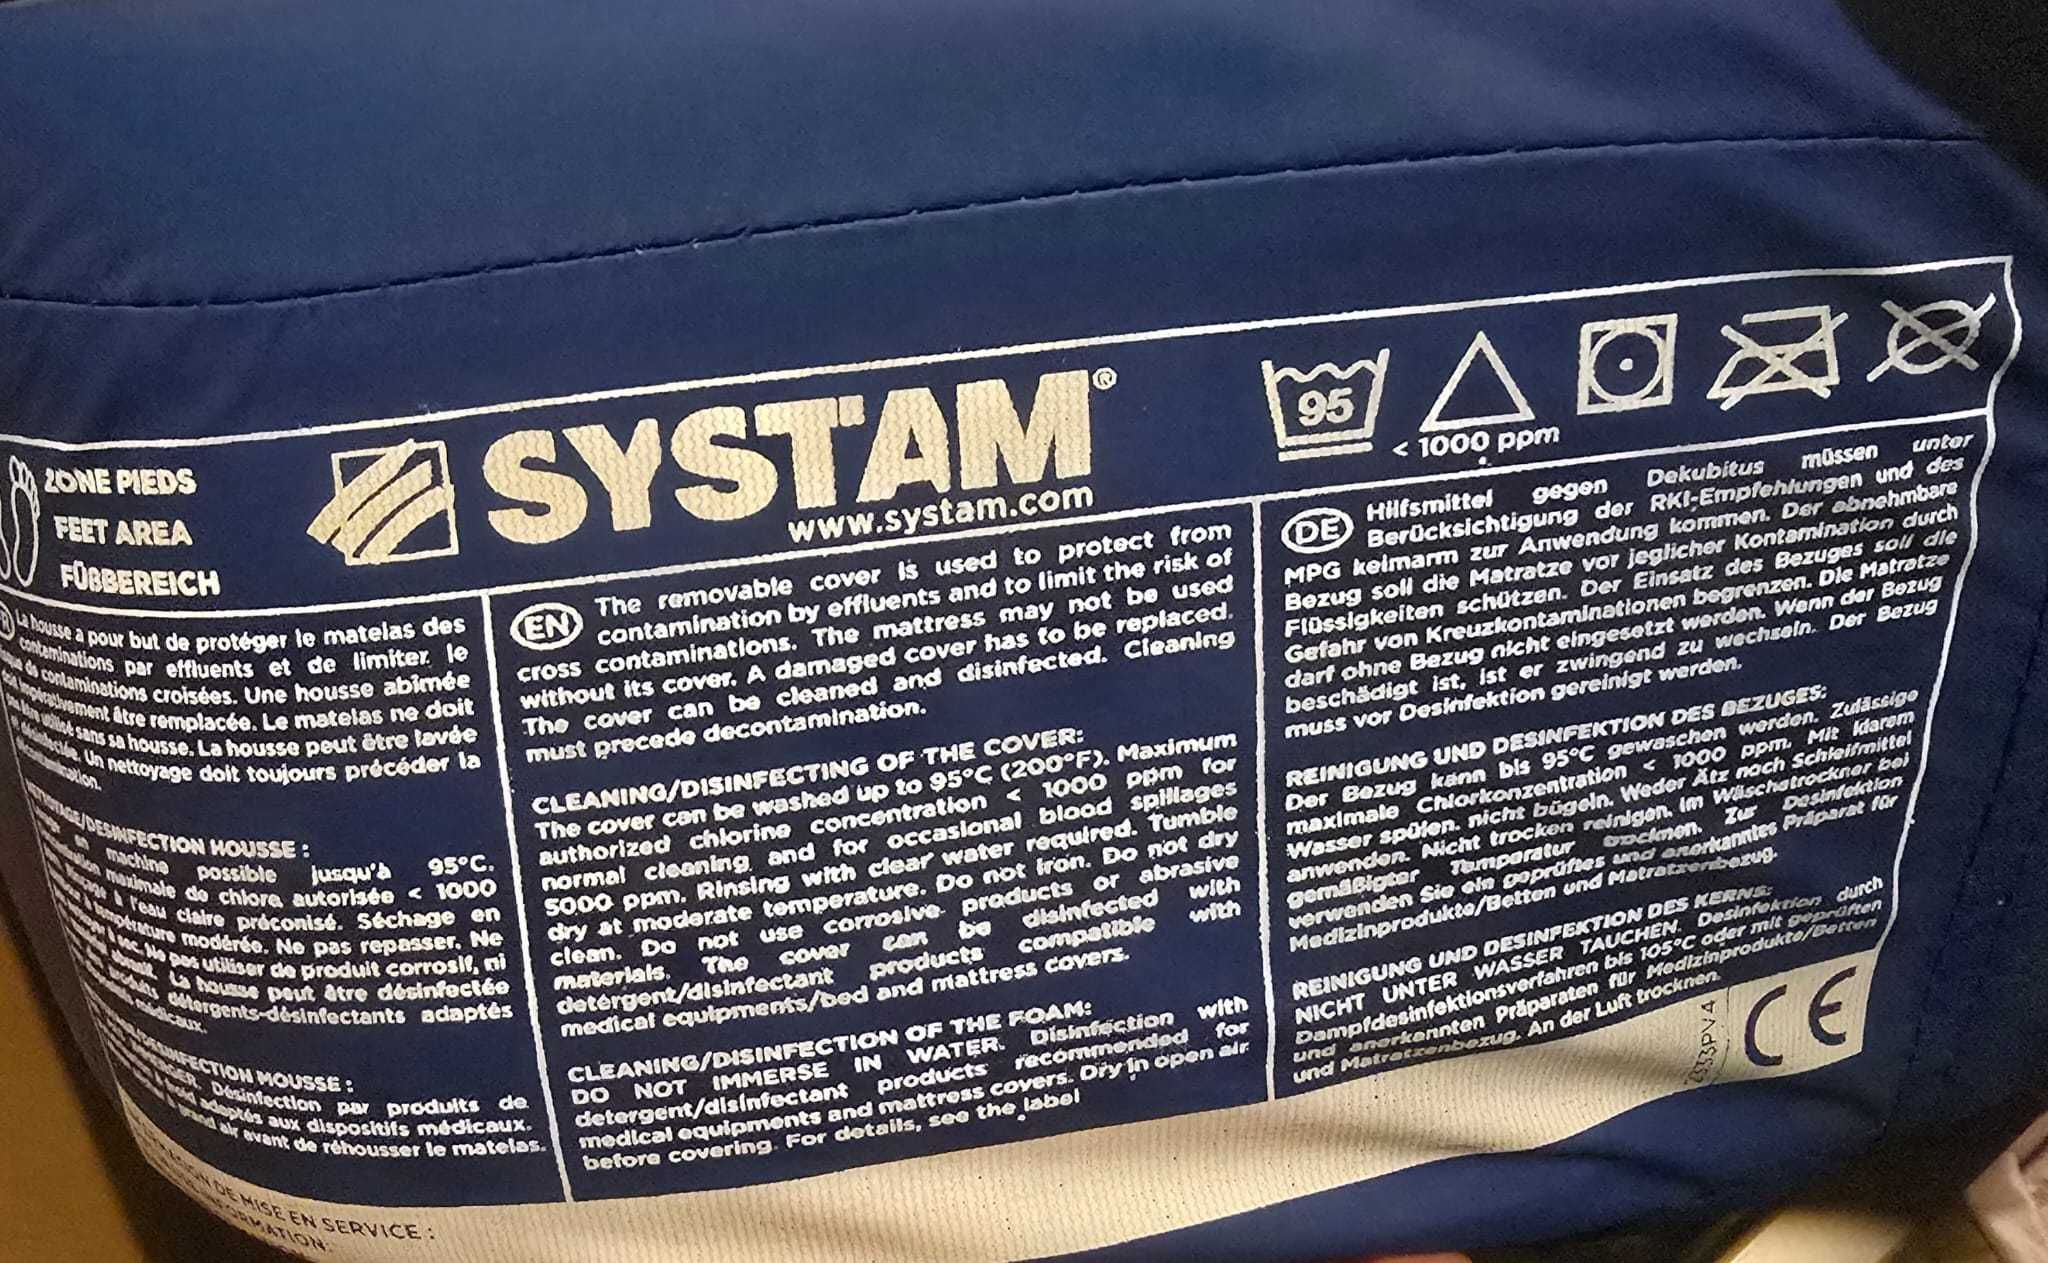 ZONE PIEDS
FEET AREA
FÜßBEREICH
SYSTAM®
www.systam.com
95
< 1000 ppm
La housse a pour but de protéger le matelas des
contaminations par effluents et de limiter le
de contaminations croisées. Une housse abîmée
impérativement être remplacée. Le matelas ne doit
être utilisé sans sa housse. La housse peut être lavée
Un nettoyage doit toujours précéder la
/DESINFECTION HOUSSE :
en machine possible jusqu'à 95°C.
maximale de chlore autorisée < 1000
à l'eau claire préconisé. Séchage en
température modérée. Ne pas repasser. Ne
Ne pas utiliser de produit corrosif, ni
La housse peut être désinfectée
produits détergents-désinfectants adaptés
médicaux.
DESINFECTION MOUSSE :
Désinfection par produits de
adaptés aux dispositifs médicaux.
air avant de réhousser le matelas.
DE MISE EN SERVICE :
EN The removable cover is used to protect from
contamination by effluents and to limit the risk of
cross contaminations. The mattress may not be used
without its cover. A damaged cover has to be replaced.
The cover can be cleaned and disinfected. Cleaning
must precede decontamination.
CLEANING/DISINFECTING OF THE COVER:
The cover can be washed up to 95°C (200°F). Maximum
authorized chlorine concentration < 1000 ppm for
normal cleaning and for occasional blood spillages
5000 ppm. Rinsing with clear water required. Tumble
dry at moderate temperature. Do not iron. Do not dry
clean. Do not use corrosive products or abrasive
materials. The cover can be disinfected with
detergent/disinfectant products compatible with
medical equipments/bed and mattress covers.
CLEANING/DISINFECTION OF THE FOAM:
DO NOT IMMERSE IN WATER. Disinfection with
detergent/disinfectant products recommended for
medical equipments and mattress covers. Dry in open air
before covering. For details, see the label
DE Hilfsmittel gegen Dekubitus müssen unter
Berücksichtigung der RKI-Empfehlungen und des
MPG keimarm zur Anwendung kommen. Der abnehmbare
Bezug soll die Matratze vor jeglicher Kontamination durch
Flüssigkeiten schützen. Der Einsatz des Bezuges soll die
Gefahr von Kreuzkontaminationen begrenzen. Die Matratze
darf ohne Bezug nicht eingesetzt werden. Wenn der Bezug
beschädigt ist, ist er zwingend zu wechseln. Der Bezug
muss vor Desinfektion gereinigt werden.
REINIGUNG UND DESINFEKTION DES BEZUGES:
Der Bezug kann bis 95°C gewaschen werden. Zulässige
maximale Chlorkonzentration < 1000 ppm. Mit klarem
Wasser spülen. nicht bügeln. Weder Ätz noch Schleifmittel
anwenden. Nicht trocken reinigen. Im Wäschetrockner bei
gemäßigter Temperatur trocknen. Zur Desinfektion
verwenden Sie ein geprüftes und anerkanntes Präparat für
Medizinprodukte/Betten und Matratzenbezug.
REINIGUNG UND DESINFEKTION DES KERNS:
NICHT UNTER WASSER TAUCHEN. Desinfektion durch
Dampfdesinfektionsverfahren bis 105°C oder mit geprüften
und anerkannten Präparaten für Medizinprodukte/Betten
und Matratzenbezug. An der Luft trocknen.
CE